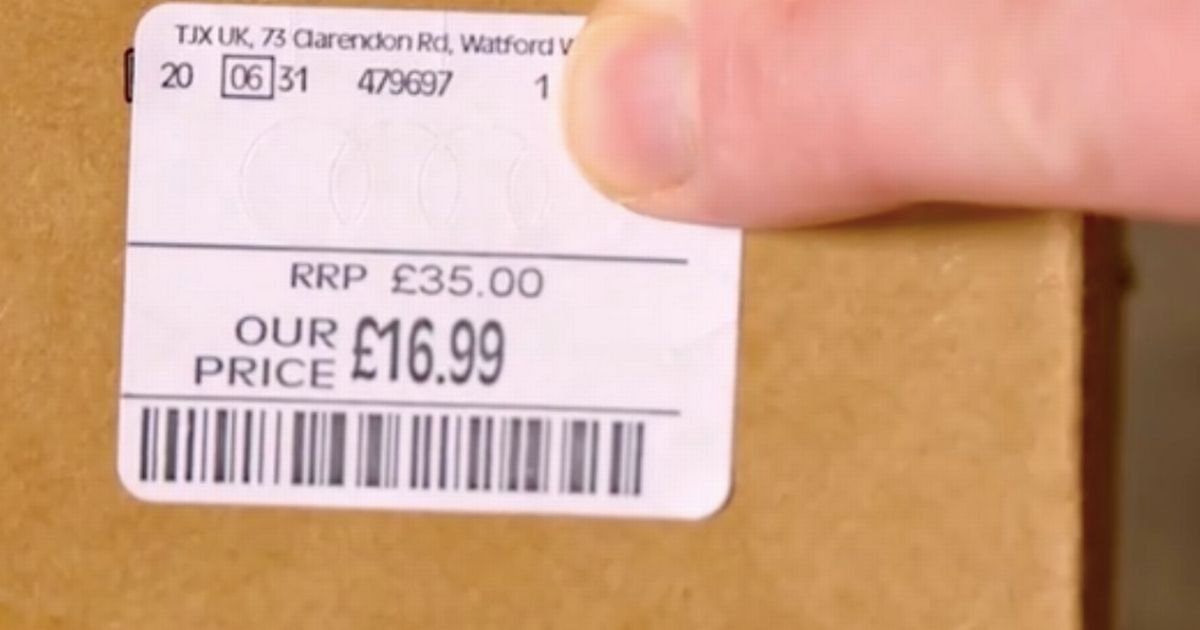 TJX UK, 73 Clarendon Rd, Watford
20 06 31 479697 1
RRP £35.00
OUR PRICE £16.99